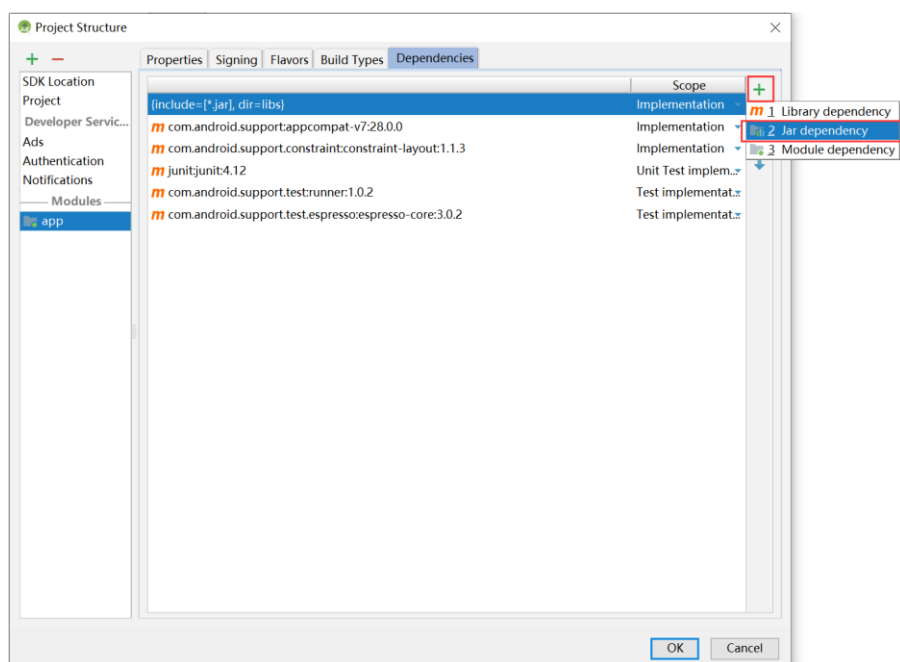 Project Structure
Properties Signing Flavors Build Types Dependencies
SDK Location
Project
Developer Servic...
Ads
Authentication
Notifications
Modules
app
Scope
{include=[*.jar], dir=libs} Implementation
m com.android.support:appcompat-v7:28.0.0 Implementation
m com.android.support.constraint:constraint-layout:1.1.3 Implementation
m junit:junit:4.12 Unit Test implem...
m com.android.support.test:runner:1.0.2 Test implementat...
m com.android.support.test.espresso:espresso-core:3.0.2 Test implementat...
m 1 Library dependency
2 Jar dependency
3 Module dependency
OK Cancel